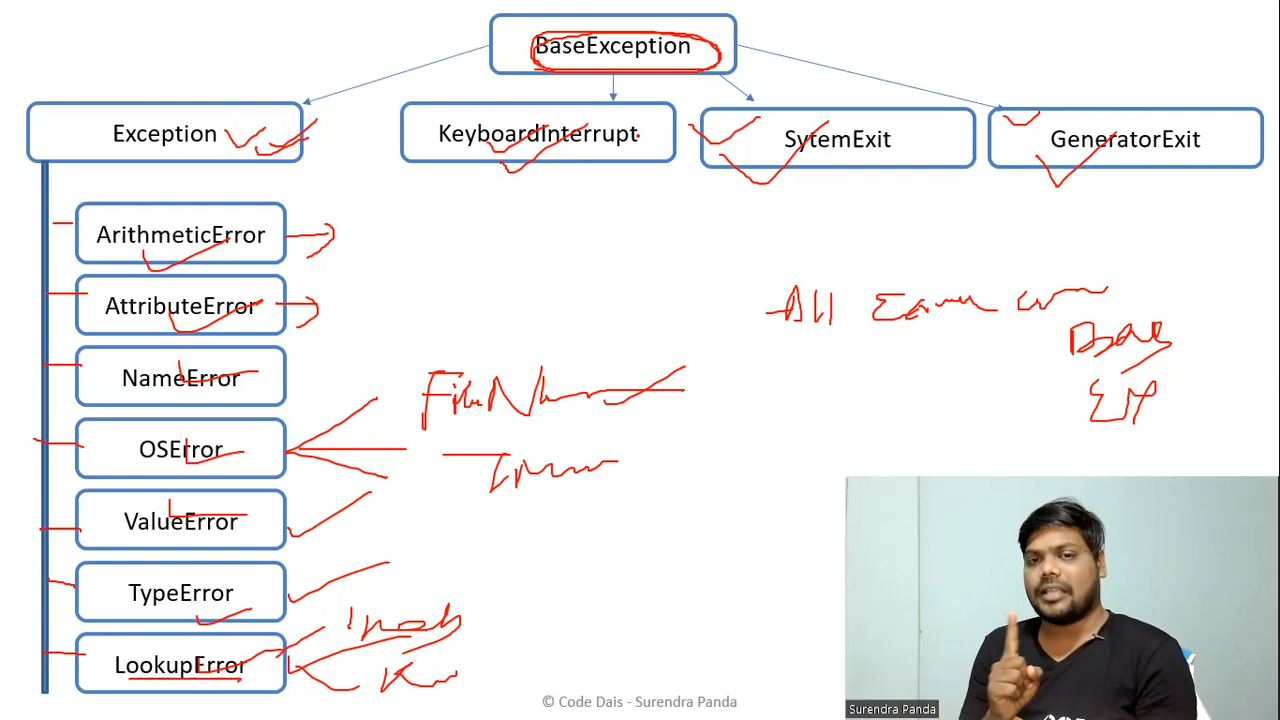 BaseException
Exception
KeyboardInterrupt
SytemExit
GeneratorExit
ArithmeticError
AttributeError
NameError
OSError
ValueError
TypeError
LookupError
All
© Code Dais - Surendra Panda
Surendra Panda